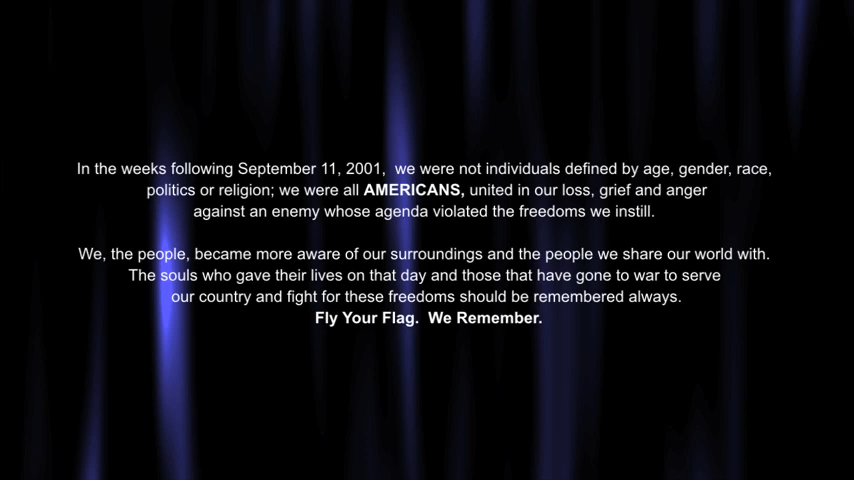 In the weeks following September 11, 2001,  we were not individuals defined by age, gender, race,
politics or religion; we were all AMERICANS, united in our loss, grief and anger
against an enemy whose agenda violated the freedoms we instill.
We, the people, became more aware of our surroundings and the people we share our world with.
The souls who gave their lives on that day and those that have gone to war to serve
our country and fight for these freedoms should be remembered always.
Fly Your Flag.  We Remember.